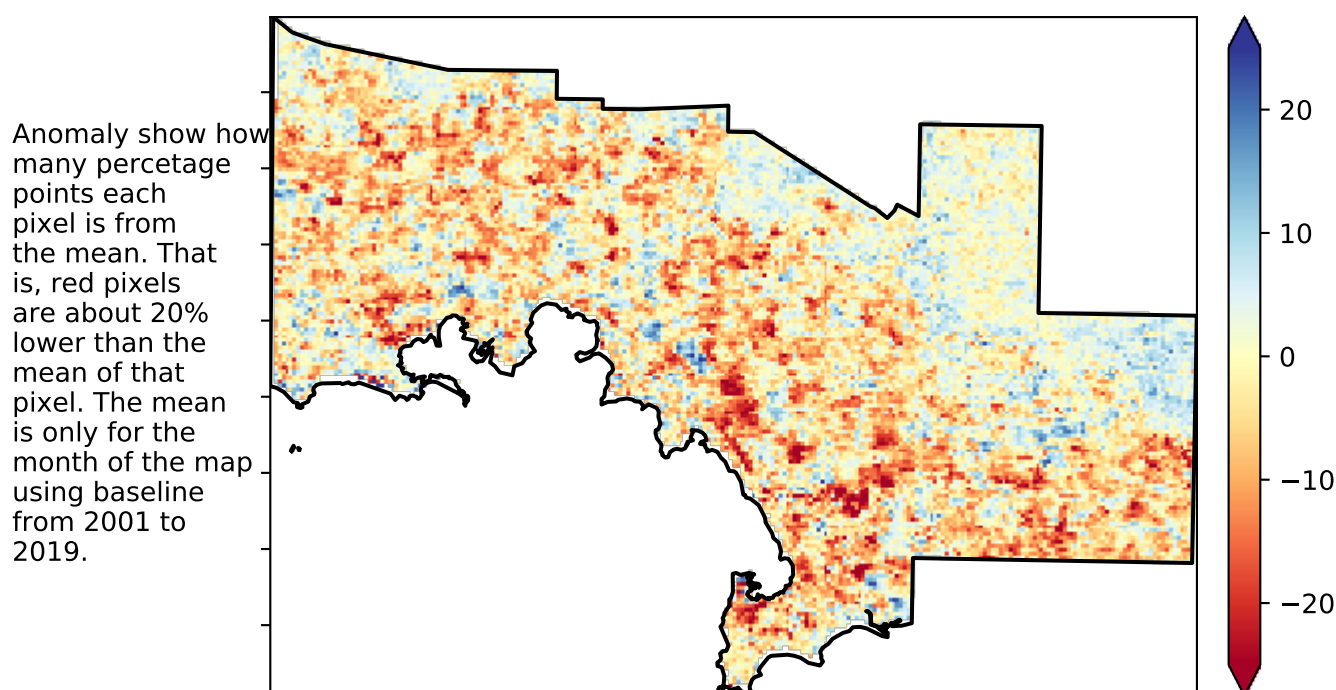 Anomaly show how
many percetage
points each
pixel is from
the mean. That
is, red pixels
are about 20%
lower than the
mean of that
pixel. The mean
is only for the
month of the map
using baseline
from 2001 to
2019.
20
10
0
−10
−20